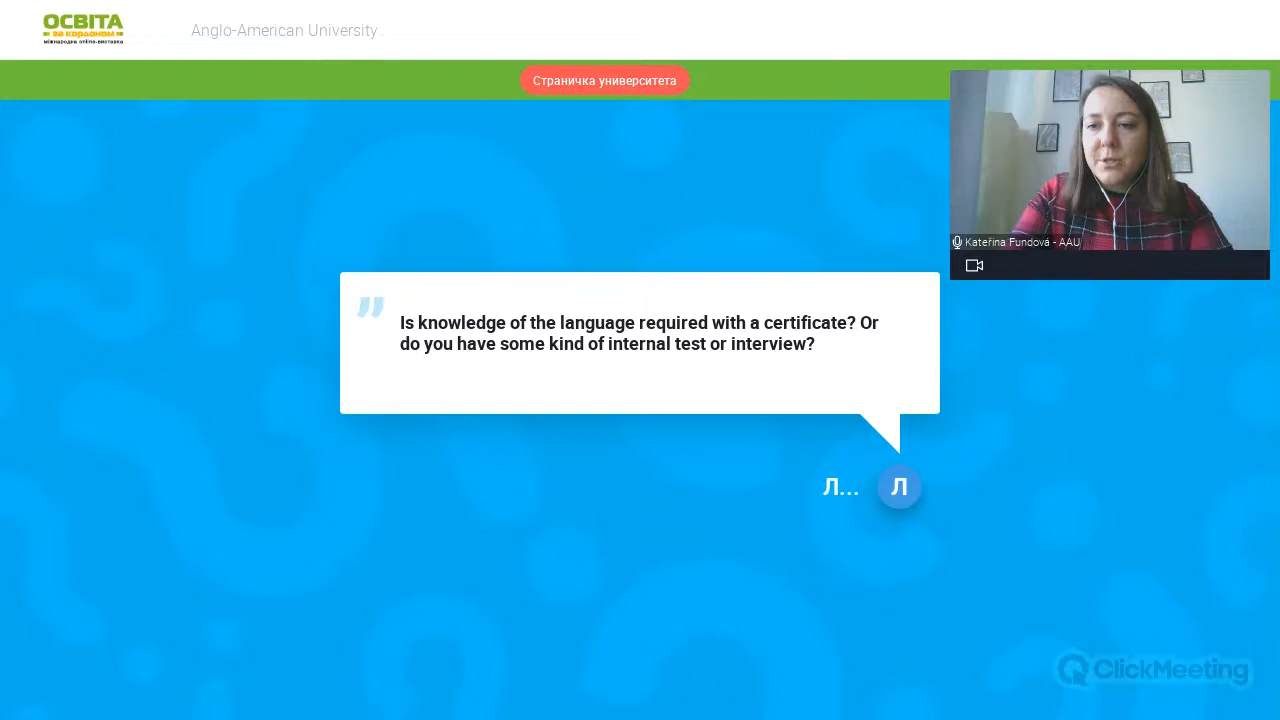 ОСВІТА
за кордоном
міжнародна online-виставка
Anglo-American University..
Страничка университета
Kateřina Fundová - AAU
Is knowledge of the language required with a certificate? Or
do you have some kind of internal test or interview?
Л...
Л
ClickMeeting